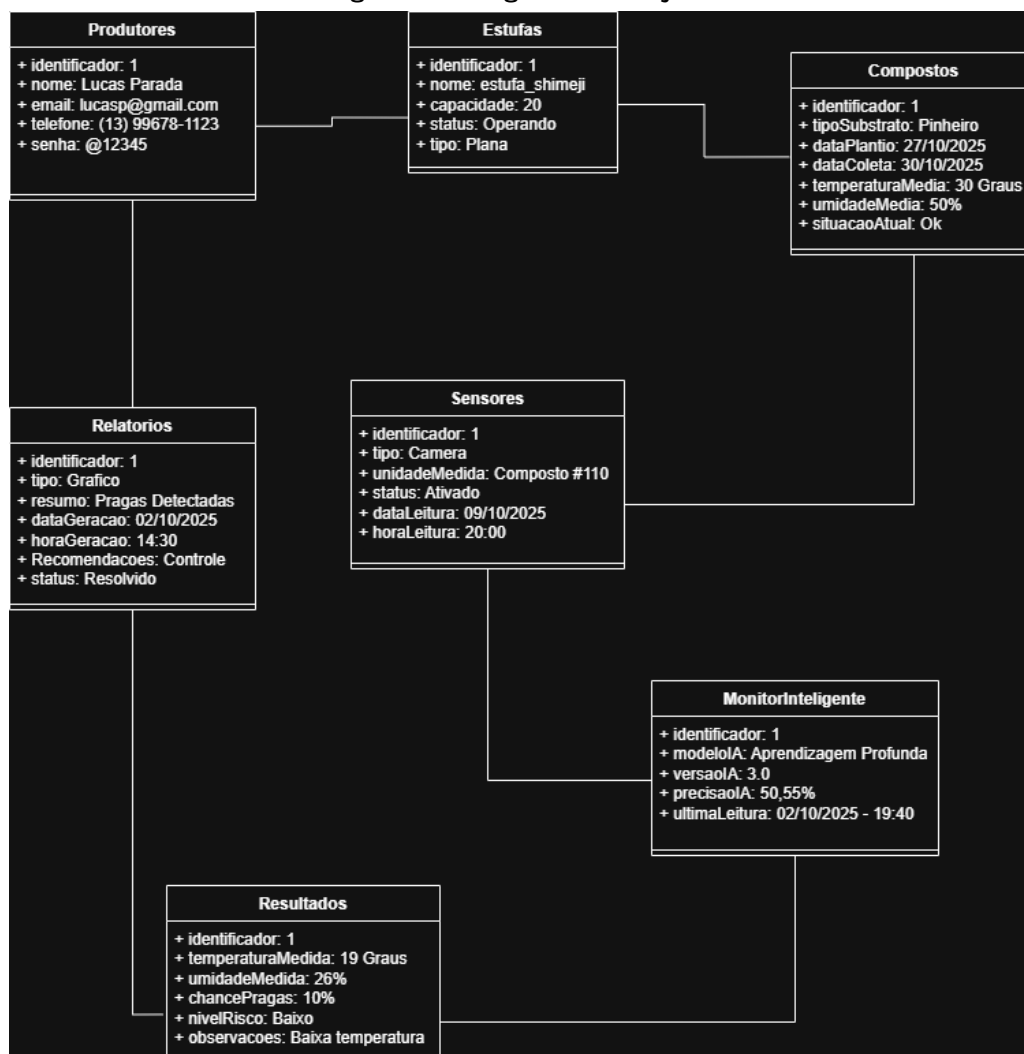 Produtores
+ identificador: 1
+ nome: Lucas Parada
+ email: lucasp@gmail.com
+ telefone: (13) 99678-1123
+ senha: @12345
Estufas
+ identificador: 1
+ nome: estufa_shimeji
+ capacidade: 20
+ status: Operando
+ tipo: Plana
Compostos
+ identificador: 1
+ tipoSubstrato: Pinheiro
+ dataPlantio: 27/10/2025
+ dataColeta: 30/10/2025
+ temperaturaMedia: 30 Graus
+ umidadeMedia: 50%
+ situacaoAtual: Ok
Relatorios
+ identificador: 1
+ tipo: Grafico
+ resumo: Pragas Detectadas
+ dataGeracao: 02/10/2025
+ horaGeracao: 14:30
+ Recomendacoes: Controle
+ status: Resolvido
Sensores
+ identificador: 1
+ tipo: Camera
+ unidadeMedida: Composto #110
+ status: Ativado
+ dataLeitura: 09/10/2025
+ horaLeitura: 20:00
MonitorInteligente
+ identificador: 1
+ modeloIA: Aprendizagem Profunda
+ versaoIA: 3.0
+ precisaoIA: 50,55%
+ ultimaLeitura: 02/10/2025 - 19:40
Resultados
+ identificador: 1
+ temperaturaMedida: 19 Graus
+ umidadeMedida: 26%
+ chancePragas: 10%
+ nivelRisco: Baixo
+ observacoes: Baixa temperatura